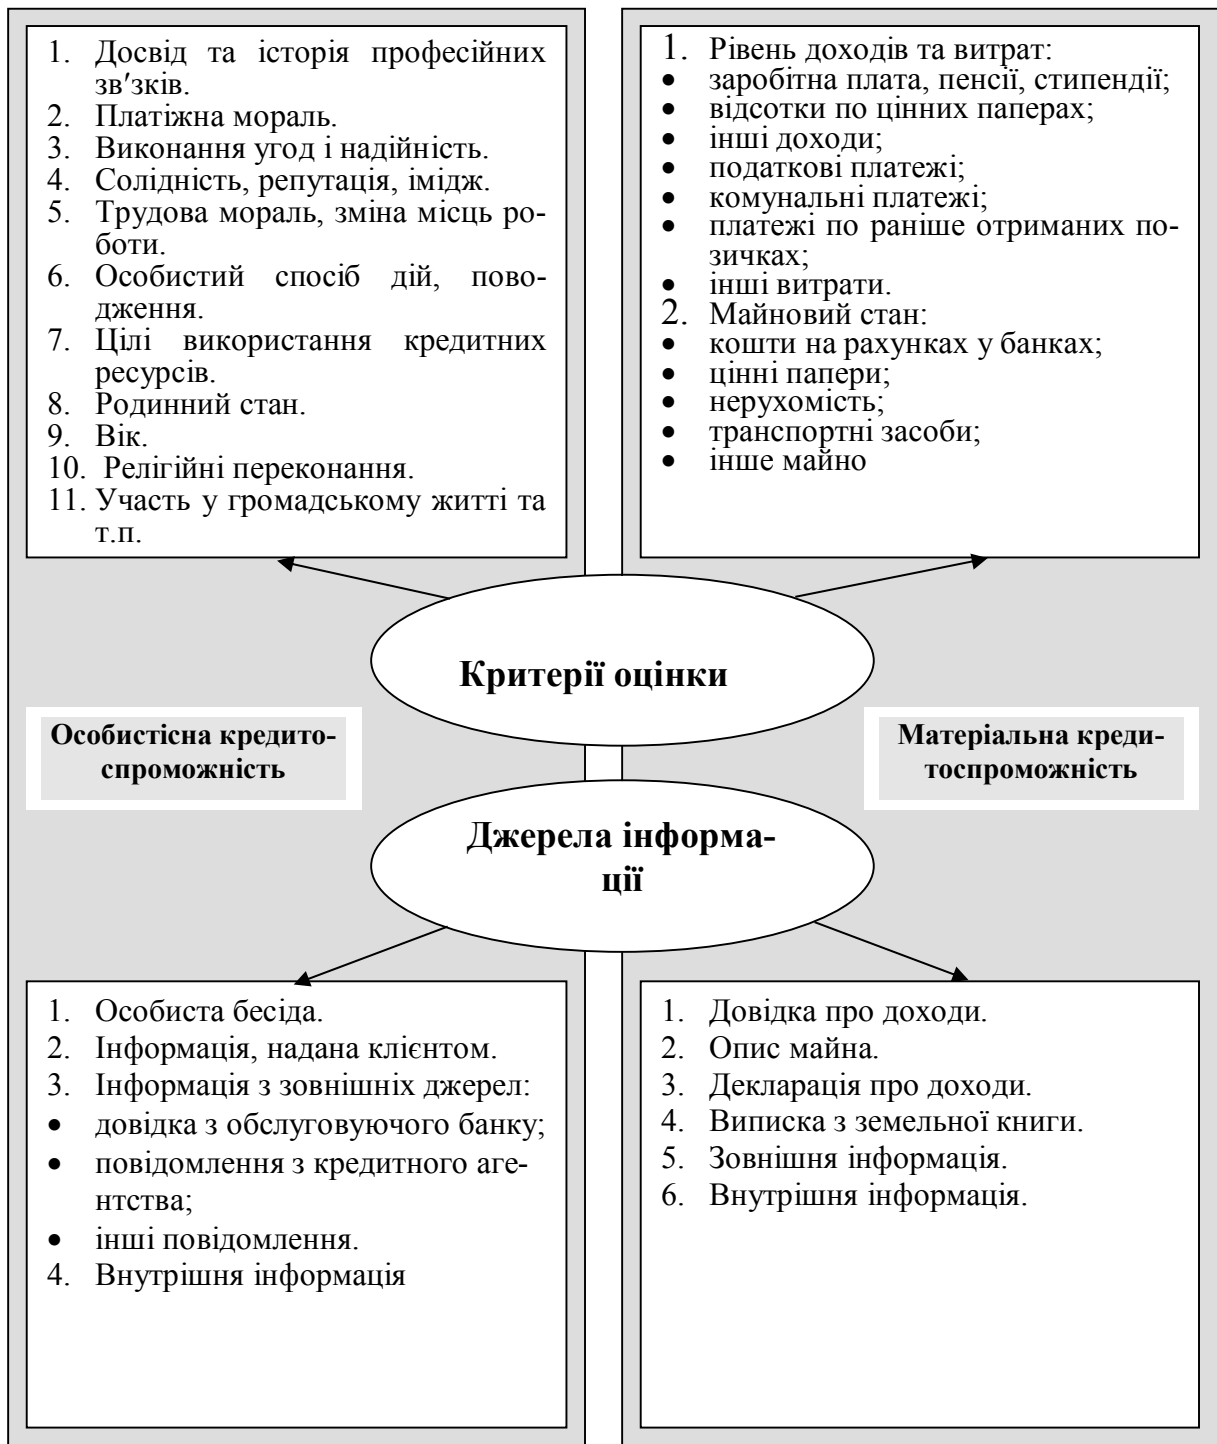 1. Досвід та історія професійних
зв′зків.
2. Платіжна мораль.
3. Виконання угод і надійність.
4. Солідність, репутація, імідж.
5. Трудова мораль, зміна місць ро-
боти.
6. Особистий спосіб дій, пово-
дження.
7. Цілі використання кредитних
ресурсів.
8. Родинний стан.
9. Вік.
10. Релігійні переконання.
11. Участь у громадському житті та
т.п.
1. Рівень доходів та витрат:
• заробітна плата, пенсії, стипендії;
• відсотки по цінних паперах;
• інші доходи;
• податкові платежі;
• комунальні платежі;
• платежі по раніше отриманих по-
зичках;
• інші витрати.
2. Майновий стан:
• кошти на рахунках у банках;
• цінні папери;
• нерухомість;
• транспортні засоби;
• інше майно
Критерії оцінки
Особистісна кредито-
спроможність
Матеріальна креди-
тоспроможність
Джерела інформа-
ції
1. Особиста бесіда.
2. Інформація, надана клієнтом.
3. Інформація з зовнішніх джерел:
• довідка з обслуговуючого банку;
• повідомлення з кредитного аге-
нтства;
• інші повідомлення.
4. Внутрішня інформація
1. Довідка про доходи.
2. Опис майна.
3. Декларація про доходи.
4. Виписка з земельної книги.
5. Зовнішня інформація.
6. Внутрішня інформація.